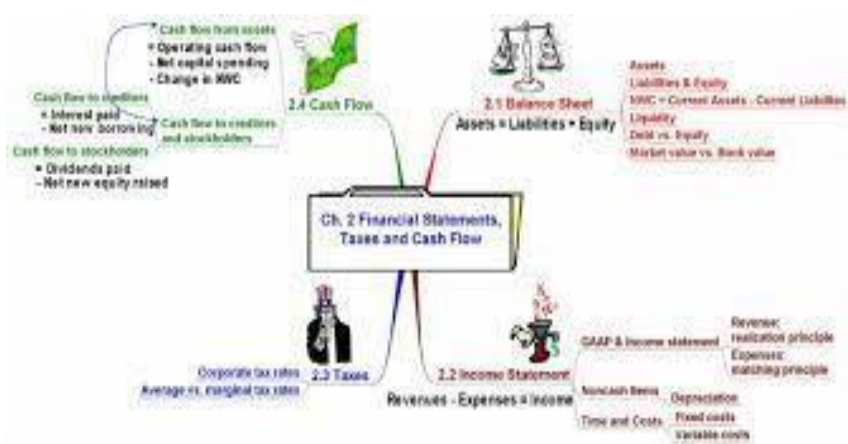 Cash flow from assets
= Operating cash flow
- Net capital spending
- Change in NWC
Cash flow to creditors
= Interest paid
- Net new borrowing
Cash flow to creditors
and stockholders
Cash flow to stockholders
= Dividends paid
- Net new equity raised
2.4 Cash Flow
2.1 Balance Sheet
Assets = Liabilities + Equity
Assets
Liabilities & Equity
NWC = Current Assets - Current Liabilities
Liquidity
Debt vs. Equity
Market value vs. Book value
Ch. 2 Financial Statements,
Taxes and Cash Flow
2.3 Taxes
Corporate tax rates
Average vs. marginal tax rates
2.2 Income Statement
Revenues - Expenses = Income
GAAP & Income statement
Revenue:
realization principle
Expenses:
matching principle
Noncash Items
Depreciation
Time and Costs
Fixed costs
Variable costs